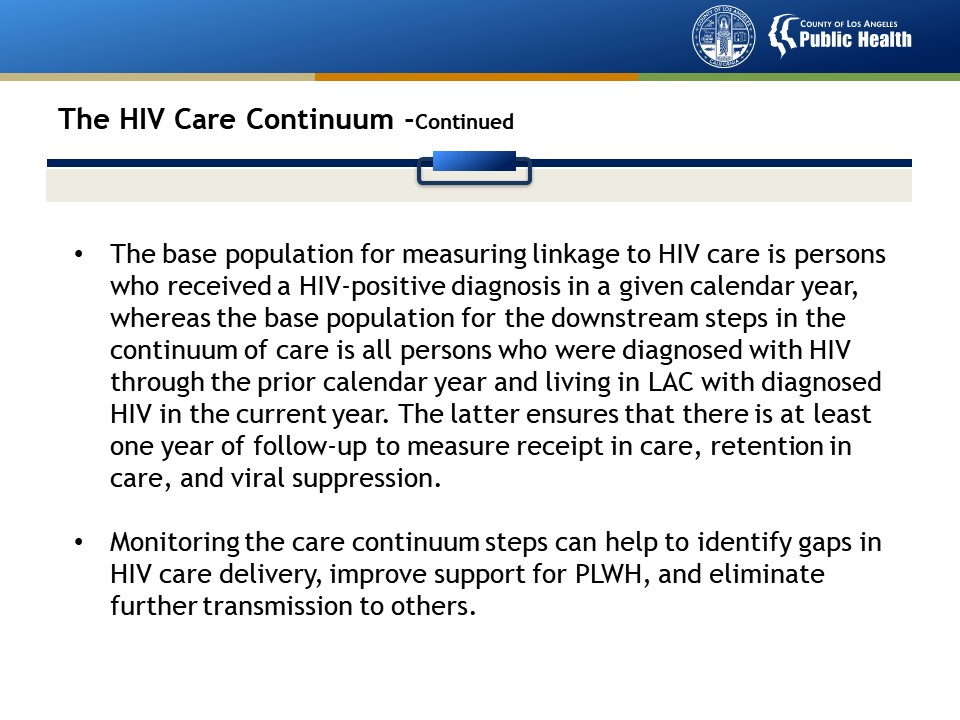 COUNTY OF LOS ANGELES
Public Health
The HIV Care Continuum -Continued
• The base population for measuring linkage to HIV care is persons
who received a HIV-positive diagnosis in a given calendar year,
whereas the base population for the downstream steps in the
continuum of care is all persons who were diagnosed with HIV
through the prior calendar year and living in LAC with diagnosed
HIV in the current year. The latter ensures that there is at least
one year of follow-up to measure receipt in care, retention in
care, and viral suppression.
• Monitoring the care continuum steps can help to identify gaps in
HIV care delivery, improve support for PLWH, and eliminate
further transmission to others.